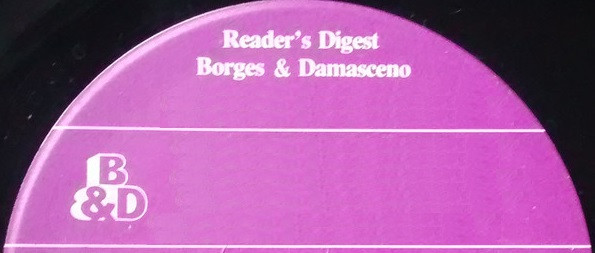 Reader's Digest
Borges & Damasceno
B
&D